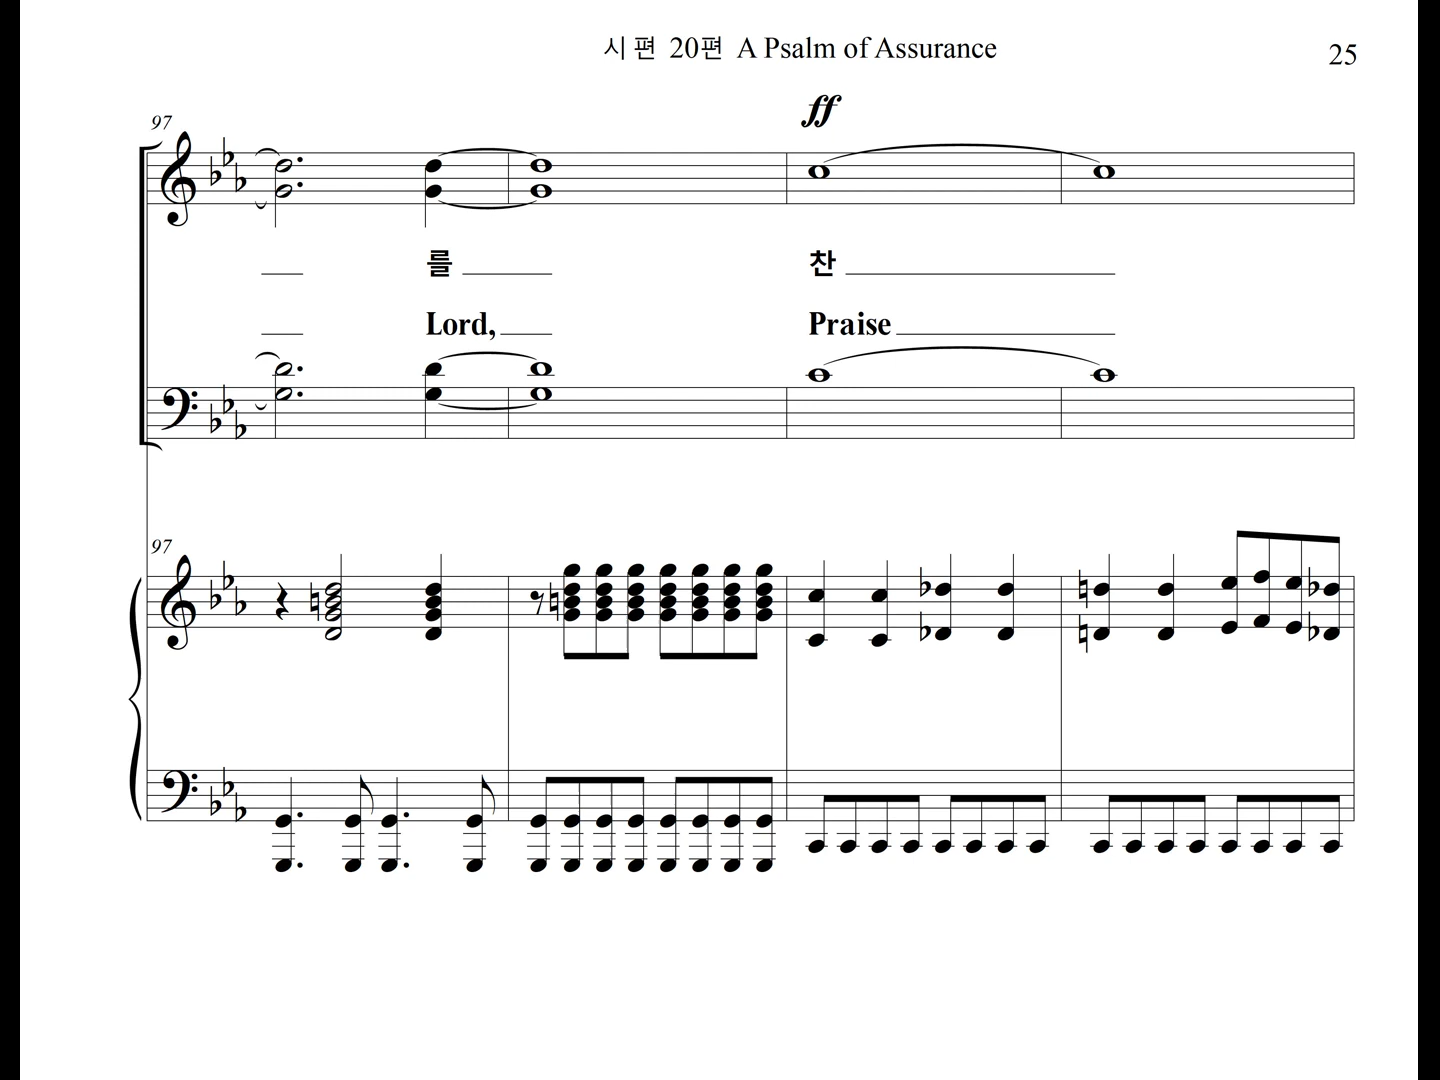 시 편 20편 A Psalm of Assurance
25
97
ff
를 찬
Lord, Praise
97